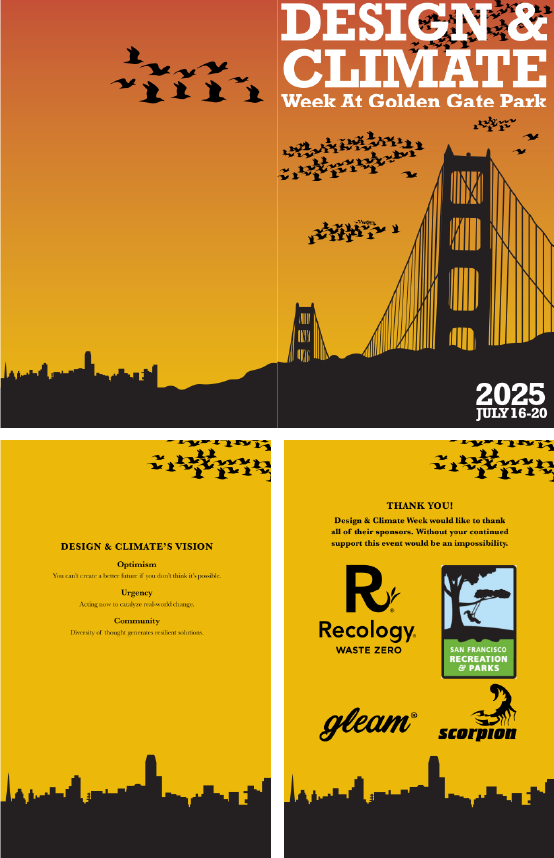 DESIGN &
CLIMATE
Week At Golden Gate Park
2025
JULY 16-20
DESIGN & CLIMATE'S VISION
Optimism
You can't create a better future if you don't think it's possible.
Urgency
Acting now to catalyze real-world change.
Community
Diversity of thought generates resilient solutions.
THANK YOU!
Design & Climate Week would like to thank
all of their sponsors. Without your continued
support this event would be an impossibility.
R
Recology®
WASTE ZERO
SAN FRANCISCO
RECREATION
& PARKS
gleam®
scorpion